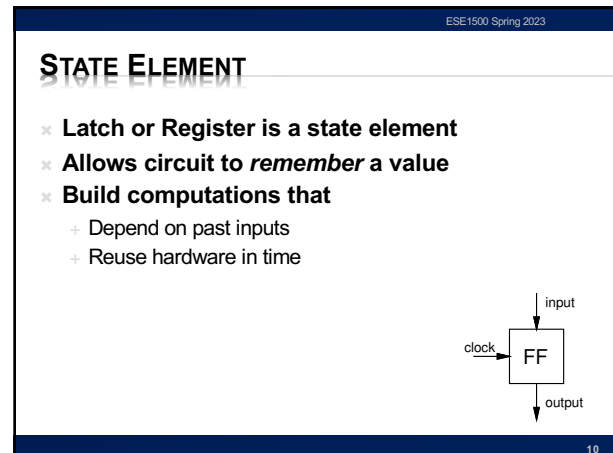 ESE1500 Spring 2023
STATE ELEMENT
Latch or Register is a state element
Allows circuit to remember a value
Build computations that
Depend on past inputs
Reuse hardware in time
input
clock
FF
output
10